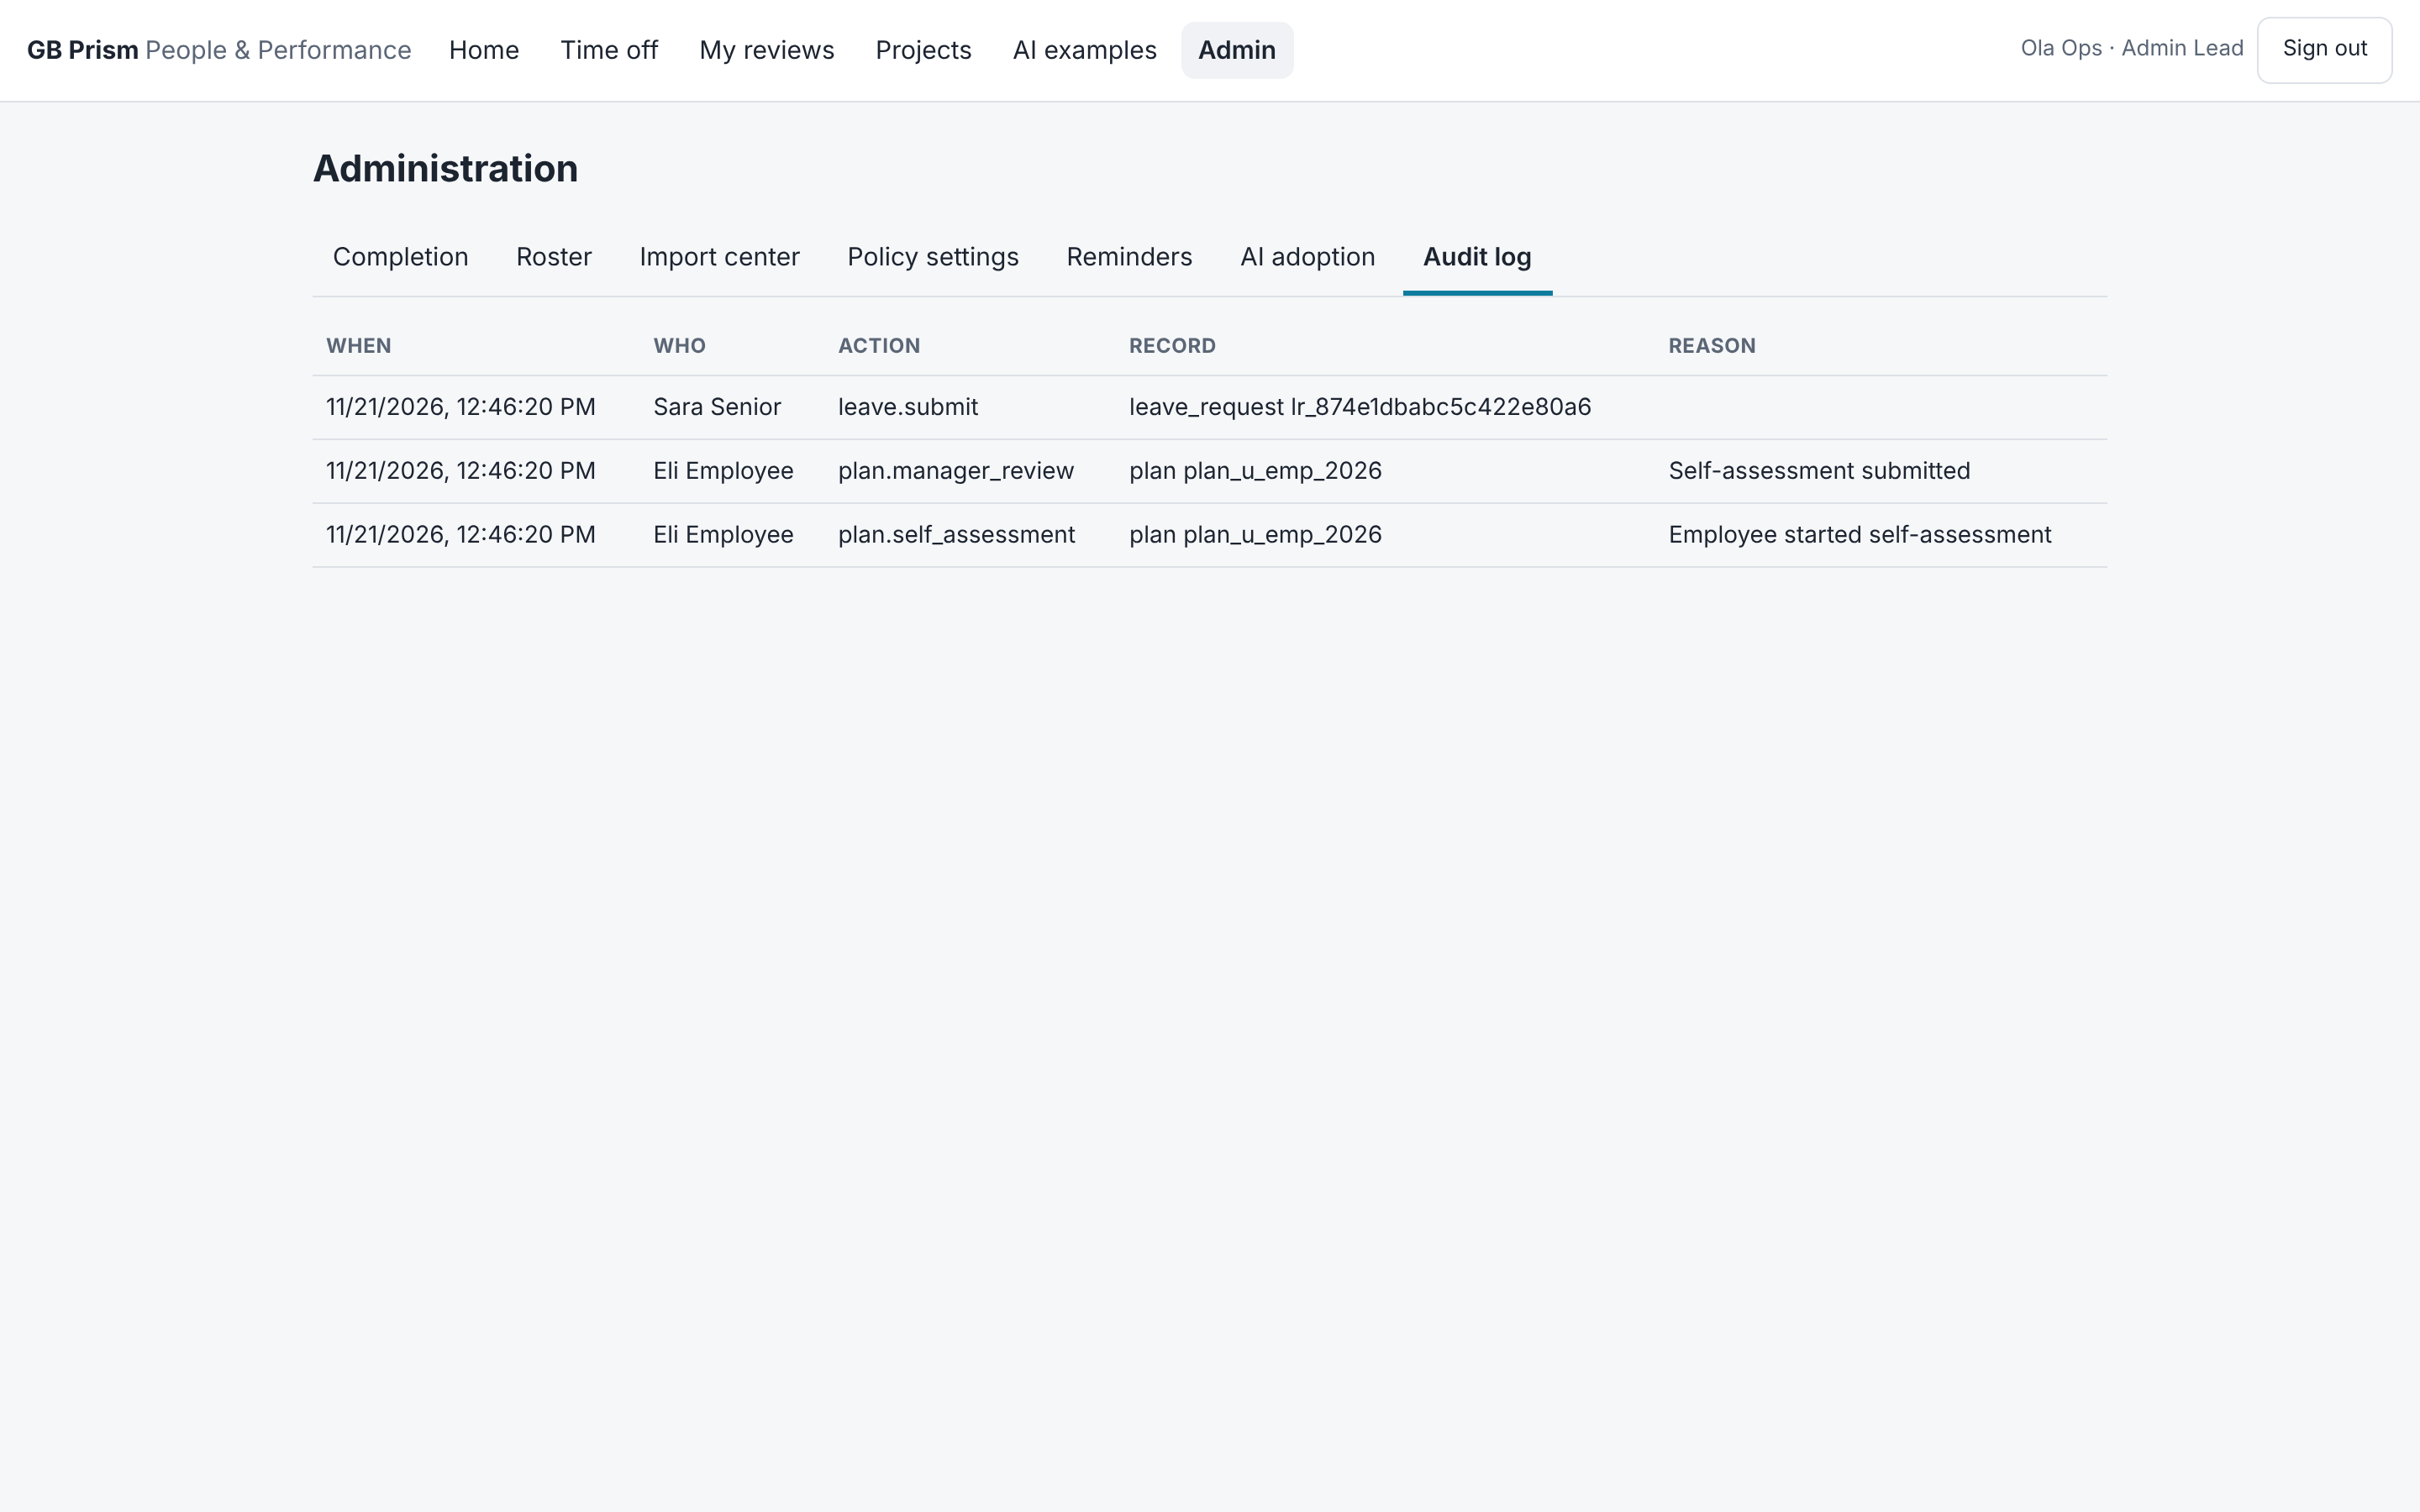 GB Prism People & Performance Home Time off My reviews Projects AI examples Admin Ola Ops · Admin Lead Sign out
Administration
Completion Roster Import center Policy settings Reminders AI adoption Audit log
WHEN WHO ACTION RECORD REASON
11/21/2026, 12:46:20 PM Sara Senior leave.submit leave_request lr_874e1dbabc5c422e80a6
11/21/2026, 12:46:20 PM Eli Employee plan.manager_review plan plan_u_emp_2026 Self-assessment submitted
11/21/2026, 12:46:20 PM Eli Employee plan.self_assessment plan plan_u_emp_2026 Employee started self-assessment